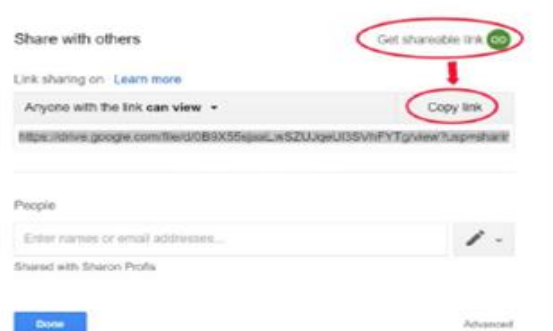 Share with others
Get shareable link
Link sharing on Learn more
Anyone with the link can view
Copy link
People
Enter names or email addresses...
Shared with Sharon Profis
Done
Advanced